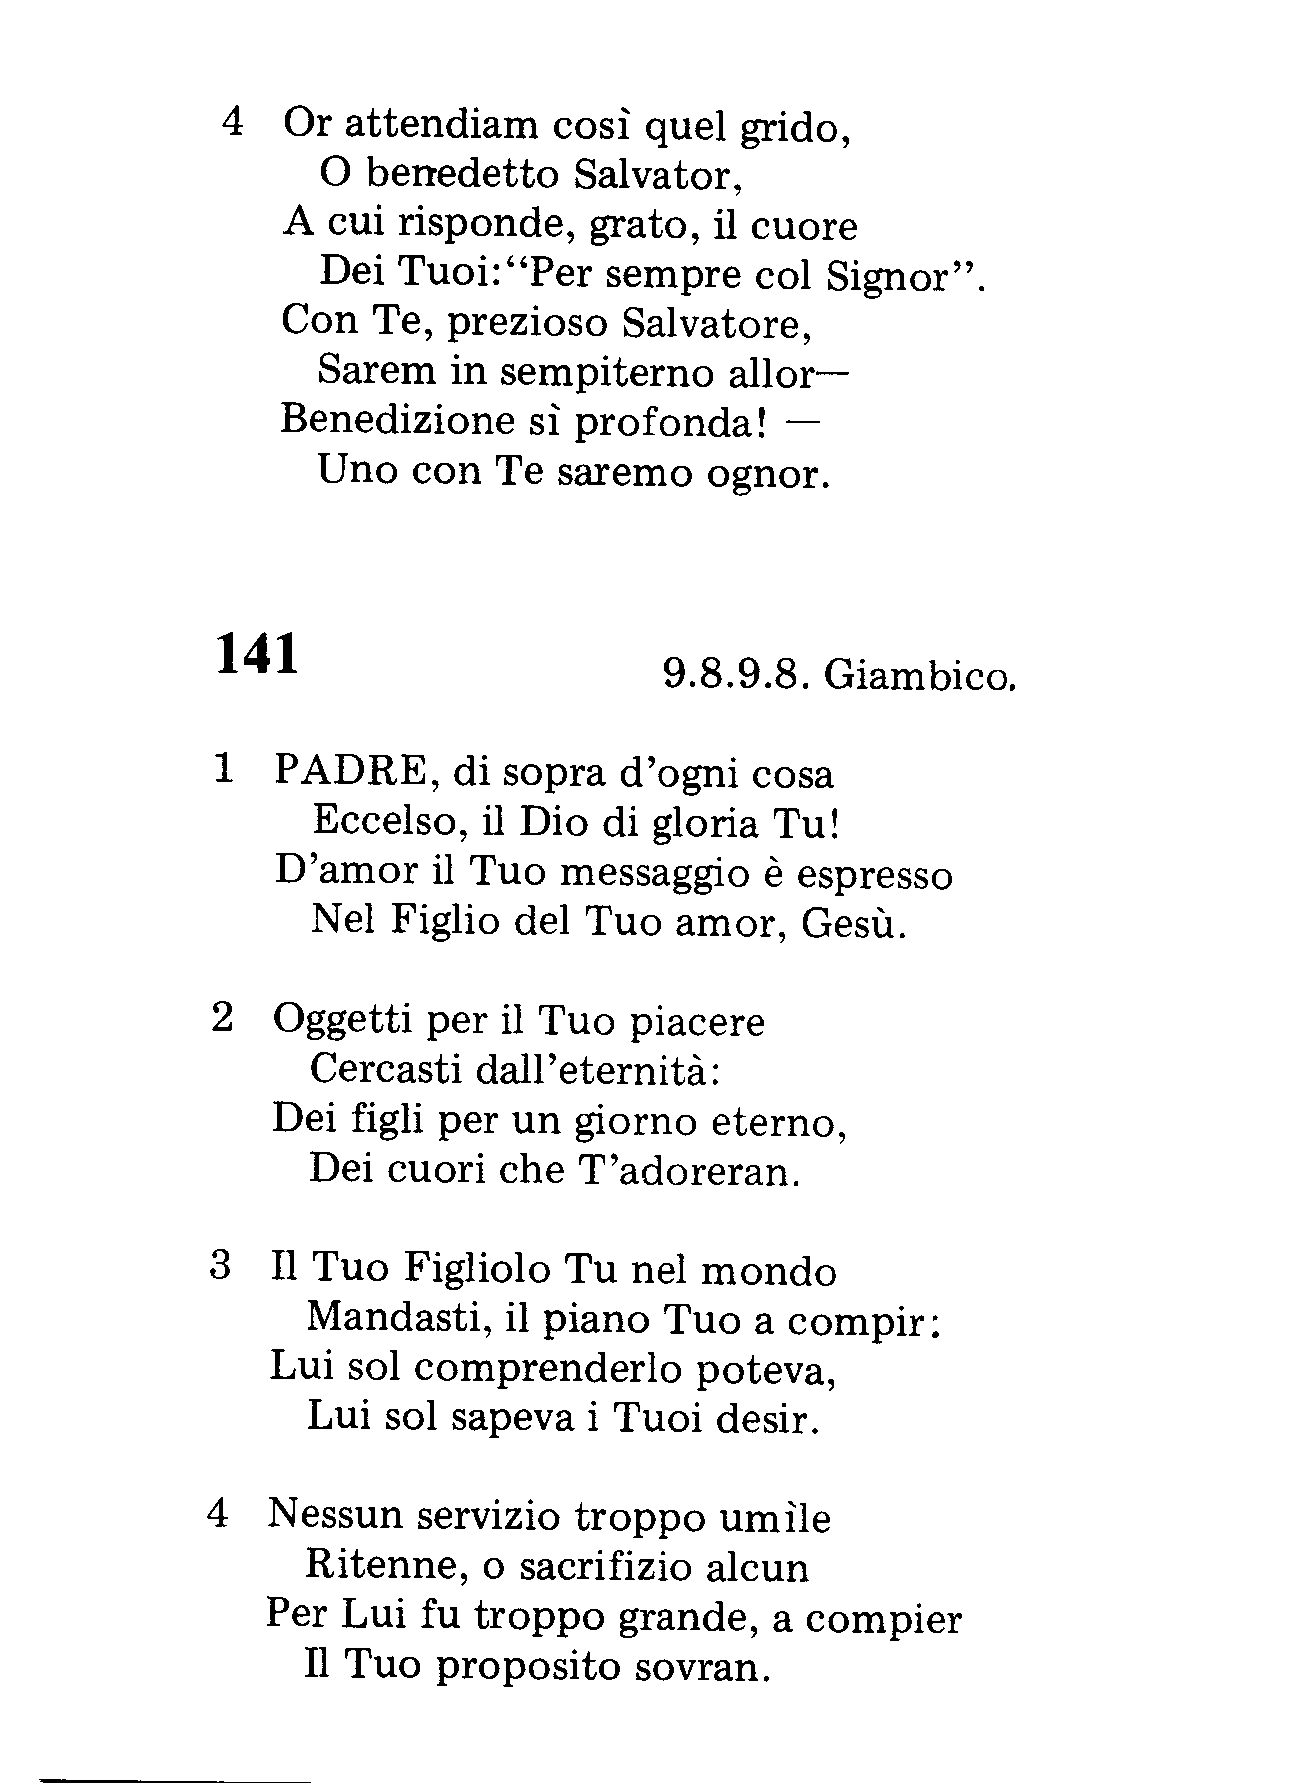 4 Or attendiam così quel grido,
O benedetto Salvator,
A cui risponde, grato, il cuore
Dei Tuoi:“Per sempre col Signor”.
Con Te, prezioso Salvatore,
Sarem in sempiterno allor—
Benedizione sì profonda! —
Uno con Te saremo ognor.
141
9.8.9.8. Giambico.
1 PADRE, di sopra d’ogni cosa
Eccelso, il Dio di gloria Tu!
D’amor il Tuo messaggio è espresso
Nel Figlio del Tuo amor, Gesù.
2 Oggetti per il Tuo piacere
Cercasti dall’eternità:
Dei figli per un giorno eterno,
Dei cuori che T’adoreran.
3 Il Tuo Figliolo Tu nel mondo
Mandasti, il piano Tuo a compir:
Lui sol comprenderlo poteva,
Lui sol sapeva i Tuoi desir.
4 Nessun servizio troppo umìle
Ritenne, o sacrifizio alcun
Per Lui fu troppo grande, a compier
Il Tuo proposito sovran.